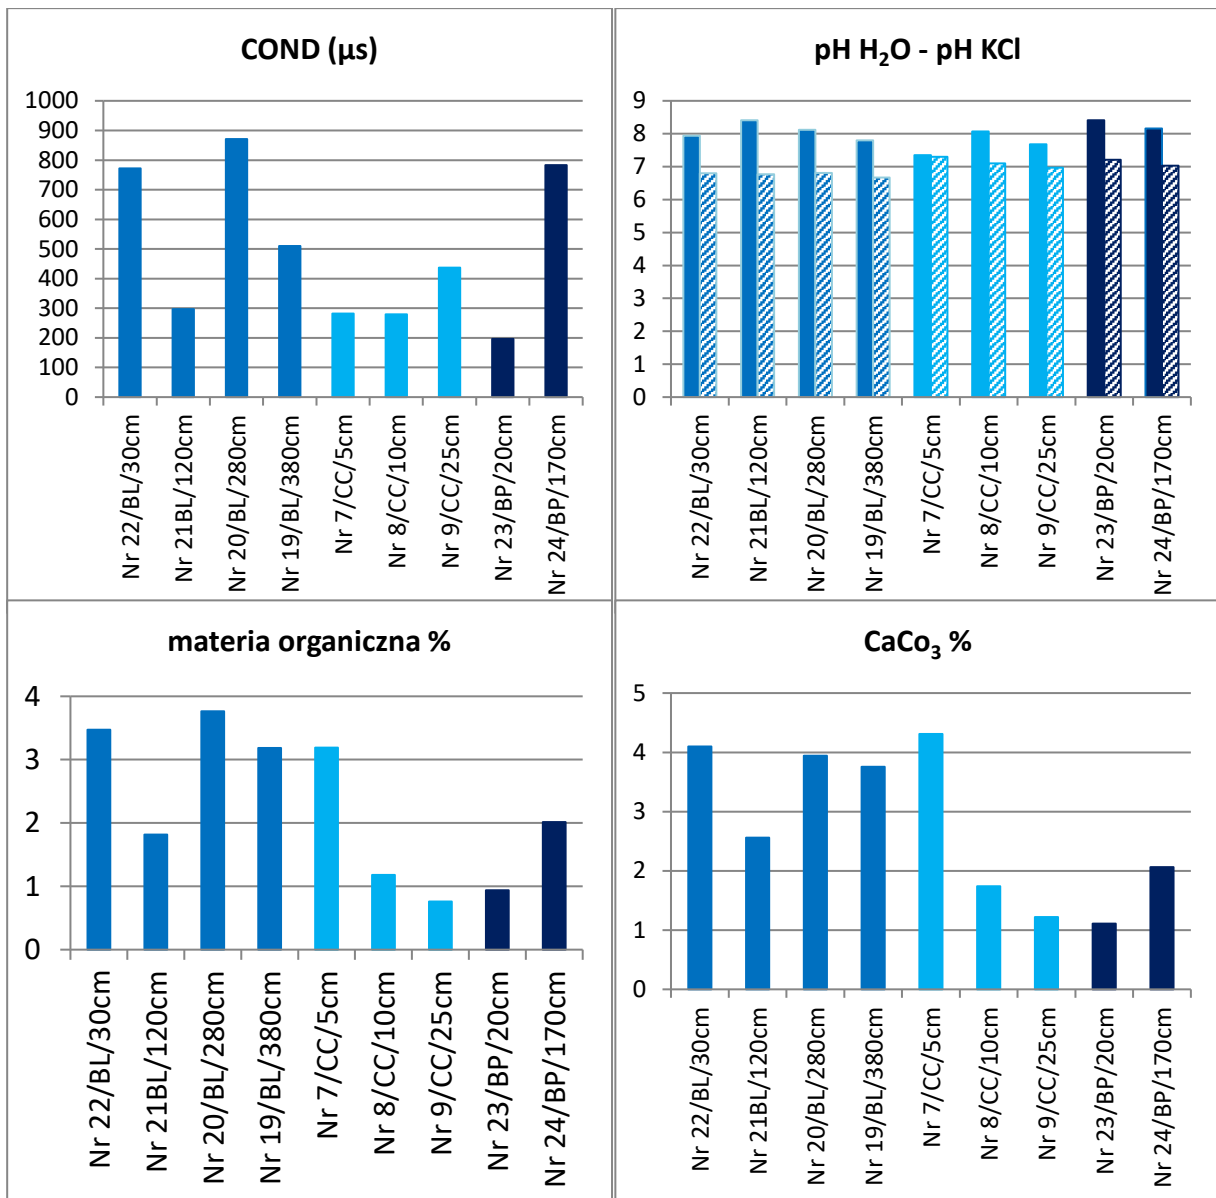 COND (µs)
1000
900
800
700
600
500
400
300
200
100
0
Nr 22/BL/30cm
Nr 21BL/120cm
Nr 20/BL/280cm
Nr 19/BL/380cm
Nr 7/CC/5cm
Nr 8/CC/10cm
Nr 9/CC/25cm
Nr 23/BP/20cm
Nr 24/BP/170cm
pH H₂O - pH KCl
9
8
7
6
5
4
3
2
1
0
Nr 22/BL/30cm
Nr 21BL/120cm
Nr 20/BL/280cm
Nr 19/BL/380cm
Nr 7/CC/5cm
Nr 8/CC/10cm
Nr 9/CC/25cm
Nr 23/BP/20cm
Nr 24/BP/170cm
materia organiczna %
4
3
2
1
0
Nr 22/BL/30cm
Nr 21BL/120cm
Nr 20/BL/280cm
Nr 19/BL/380cm
Nr 7/CC/5cm
Nr 8/CC/10cm
Nr 9/CC/25cm
Nr 23/BP/20cm
Nr 24/BP/170cm
CaCo₃ %
5
4
3
2
1
0
Nr 22/BL/30cm
Nr 21BL/120cm
Nr 20/BL/280cm
Nr 19/BL/380cm
Nr 7/CC/5cm
Nr 8/CC/10cm
Nr 9/CC/25cm
Nr 23/BP/20cm
Nr 24/BP/170cm